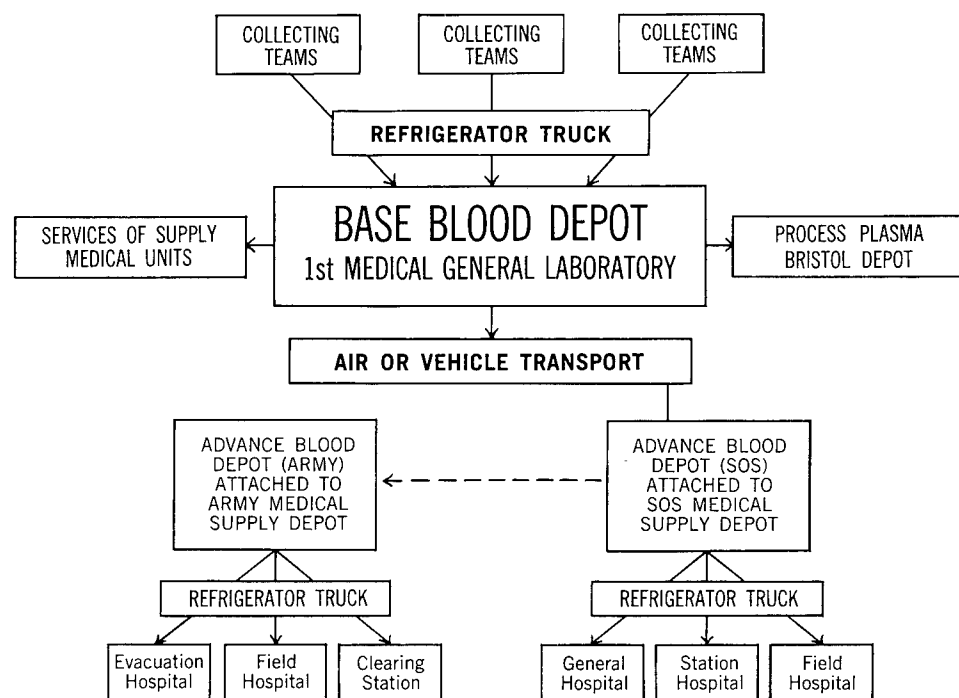 COLLECTING
TEAMS
COLLECTING
TEAMS
COLLECTING
TEAMS
REFRIGERATOR TRUCK
SERVICES OF SUPPLY
MEDICAL UNITS
BASE BLOOD DEPOT
1st MEDICAL GENERAL LABORATORY
PROCESS PLASMA
BRISTOL DEPOT
AIR OR VEHICLE TRANSPORT
ADVANCE BLOOD
DEPOT (ARMY)
ATTACHED TO
ARMY MEDICAL
SUPPLY DEPOT
ADVANCE BLOOD
DEPOT (SOS)
ATTACHED TO
SOS MEDICAL
SUPPLY DEPOT
REFRIGERATOR TRUCK
REFRIGERATOR TRUCK
Evacuation
Hospital
Field
Hospital
Clearing
Station
General
Hospital
Station
Hospital
Field
Hospital